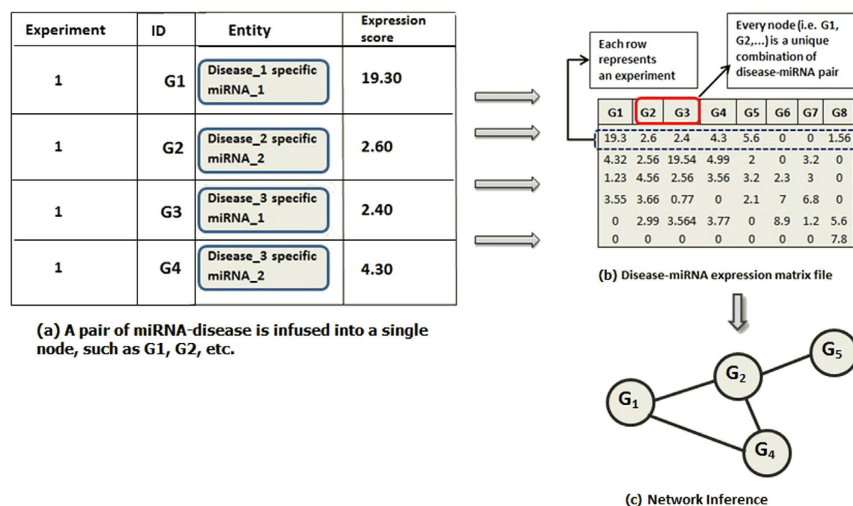 Experiment ID Entity Expression score
1 G1 Disease_1 specific miRNA_1 19.30
1 G2 Disease_2 specific miRNA_2 2.60
1 G3 Disease_3 specific miRNA_1 2.40
1 G4 Disease_3 specific miRNA_2 4.30
(a) A pair of miRNA-disease is infused into a single
node, such as G1, G2, etc.
Each row
represents
an experiment
Every node (i.e. G1,
G2,...) is a unique
combination of
disease-miRNA pair
G1 G2 G3 G4 G5 G6 G7 G8
19.3 2.6 2.4 4.3 5.6 0 0 1.56
4.32 2.56 19.54 4.99 2 0 3.2 0
1.23 4.56 2.56 3.56 3.2 2.3 3 0
3.55 3.66 0.77 0 2.1 7 6.8 0
0 2.99 3.564 3.77 0 8.9 1.2 5.6
0 0 0 0 0 0 0 7.8
(b) Disease-miRNA expression matrix file
G5
G2
G1
G4
(c) Network Inference